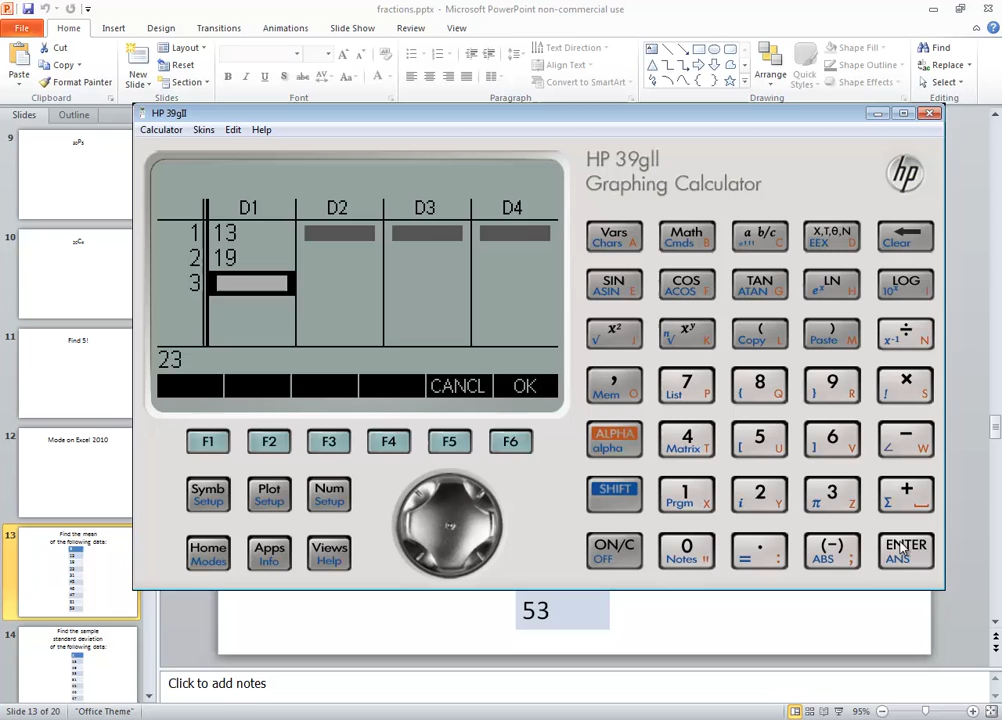 fractions.pptx - Microsoft PowerPoint non-commercial use
File Home Insert Design Transitions Animations Slide Show Review View
Paste Cut Copy Format Painter Clipboard
New Slide Layout Reset Section Slides
B I U S abc AV Aa A Font
Text Direction Align Text Convert to SmartArt Paragraph
Arrange Quick Styles Shape Fill Shape Outline Shape Effects Drawing
Find Replace Select Editing
Slides Outline
9
10
11
Find 5!
12
Mode on Excel 2010
13
Find the mean
of the following data:
14
Find the sample
standard deviation
of the following data:
HP 39gII
Calculator Skins Edit Help
HP 39gII
Graphing Calculator
hp
D1 D2 D3 D4
1 13
2 19
3
23
CANCL OK
F1 F2 F3 F4 F5 F6
Symb Setup Plot Setup Num Setup
Home Modes Apps Info Views Help
Vars Chars A Math Cmds B a b/c C X,T,θ,N EEX D Clear
SIN ASIN E COS ACOS F TAN ATAN G LN eˣ H LOG 10ˣ I
x² √ J xʸ K ( Copy L ) Paste M ÷ x⁻¹ N
, Mem O 7 List P 8 { Q 9 } R × ! S
ALPHA alpha 4 Matrix T 5 [ U 6 ] V − ∠ W
SHIFT 1 Prgm X 2 i Y 3 π Z + Σ
ON/C OFF 0 Notes " . = : (−) ABS ; ENTER ANS
53
Click to add notes
Slide 13 of 20 "Office Theme" 95%